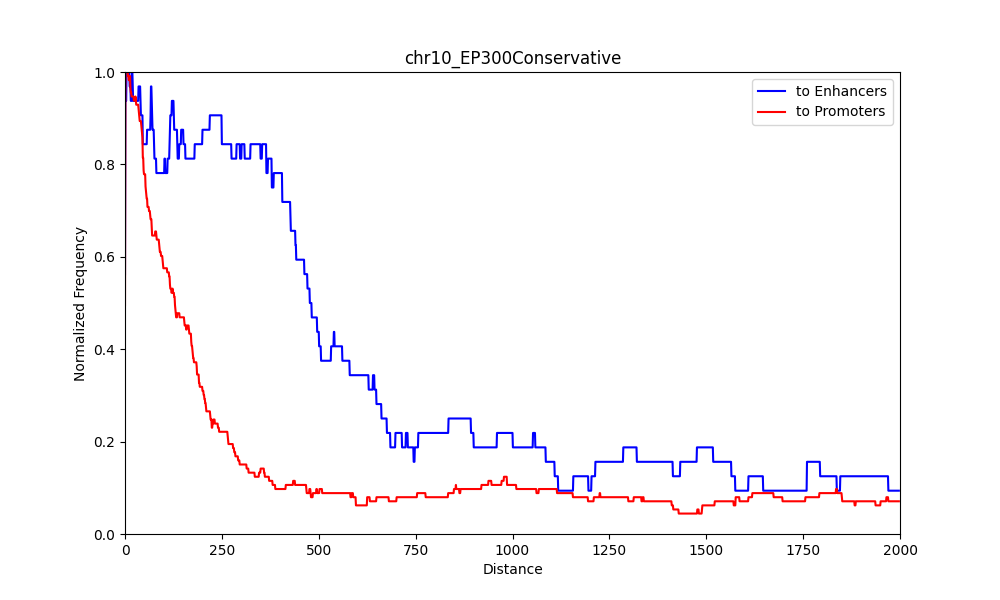 chr10_EP300Conservative
to Enhancers
to Promoters
Normalized Frequency
1.0
0.8
0.6
0.4
0.2
0.0
0 250 500 750 1000 1250 1500 1750 2000
Distance